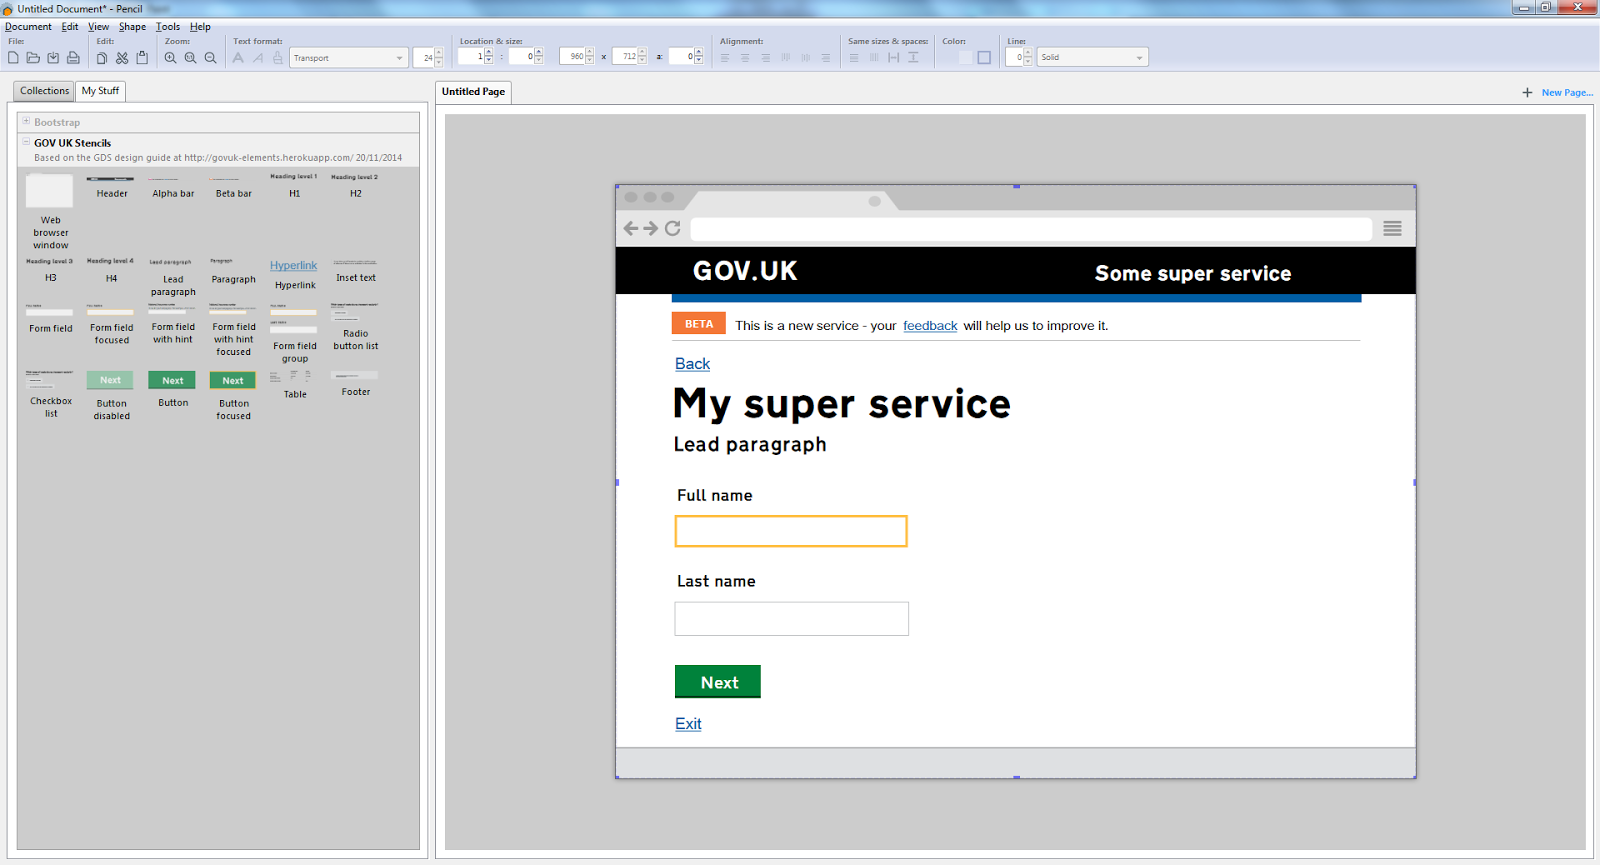 Untitled Document* - Pencil
Document Edit View Shape Tools Help
File: Edit: Zoom: Text format: Location & size: Alignment: Same sizes & spaces: Color: Line:
Transport 24 1 : 0 960 x 712 a: 0 0 Solid
Collections My Stuff
Untitled Page
New Page...
Bootstrap
GOV UK Stencils
Based on the GDS design guide at http://govuk-elements.herokuapp.com/ 20/11/2014
Heading level 1 Heading level 2
Web browser window
Header
Alpha bar
Beta bar
H1
H2
Heading level 3 Heading level 4 Lead paragraph Paragraph Hyperlink
H3
H4
Lead paragraph
Paragraph
Hyperlink
Inset text
Form field
Form field focused
Form field with hint
Form field with hint focused
Form field group
Radio button list
Next Next Next
Checkbox list
Button disabled
Button
Button focused
Table
Footer
GOV.UK
Some super service
BETA This is a new service - your feedback will help us to improve it.
Back
My super service
Lead paragraph
Full name
Last name
Next
Exit